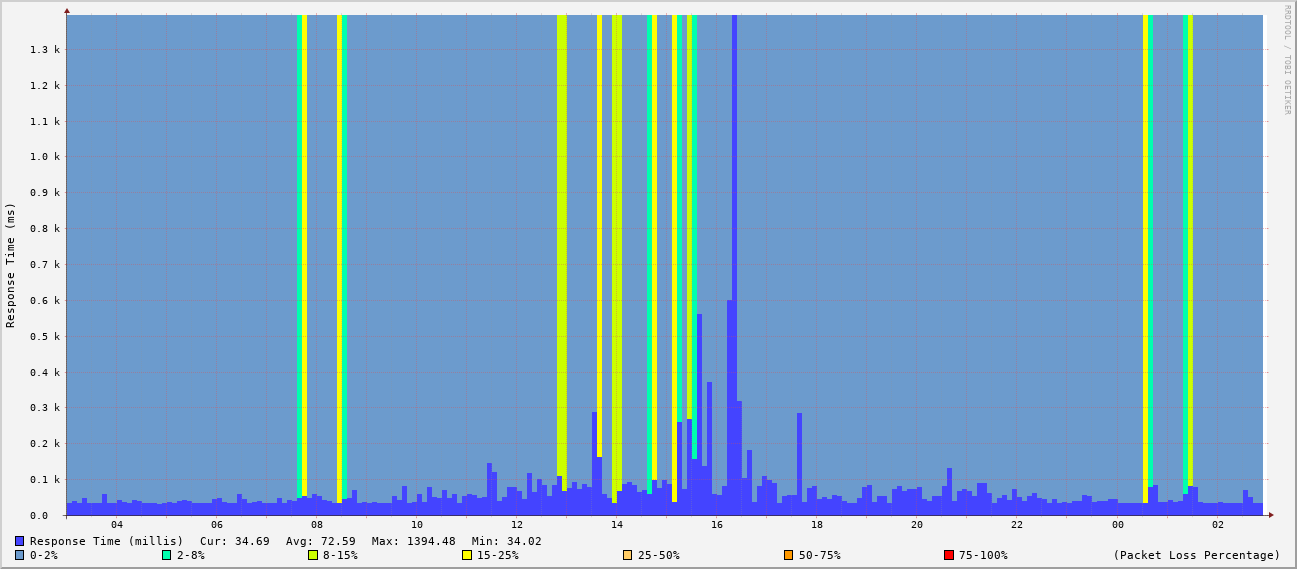 RRDTOOL / TOBI OETIKER
Response Time (ms)
1.3 k
1.2 k
1.1 k
1.0 k
0.9 k
0.8 k
0.7 k
0.6 k
0.5 k
0.4 k
0.3 k
0.2 k
0.1 k
0.0
04 06 08 10 12 14 16 18 20 22 00 02
Response Time (millis) Cur: 34.69 Avg: 72.59 Max: 1394.48 Min: 34.02
0-2% 2-8% 8-15% 15-25% 25-50% 50-75% 75-100% (Packet Loss Percentage)